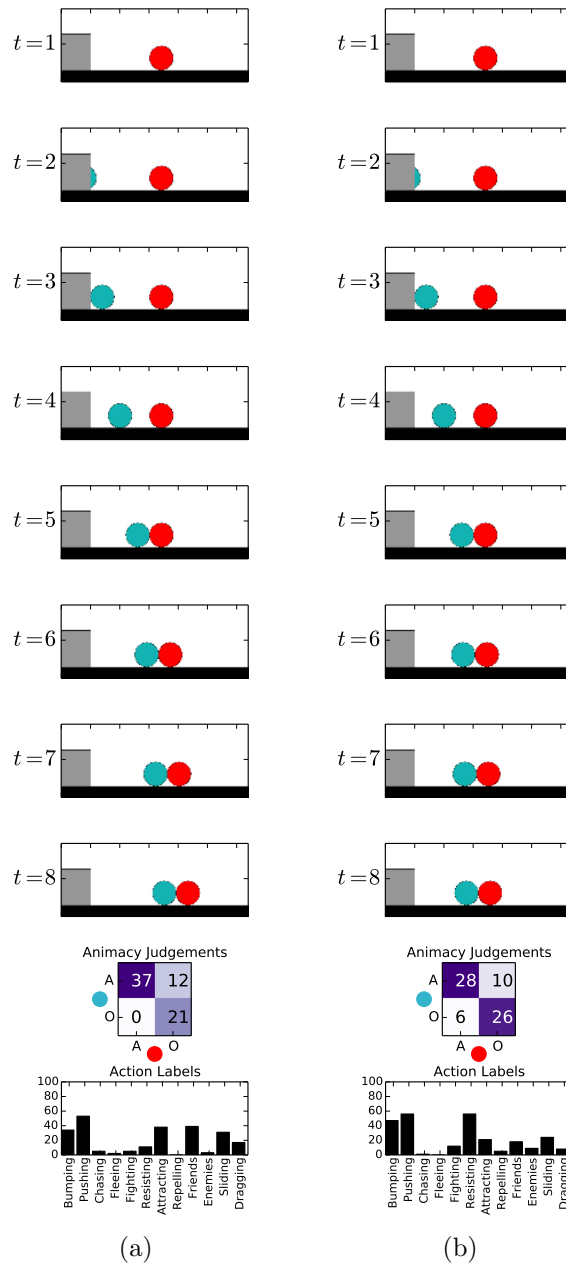 t=1
t=1
t=2
t=2
t=3
t=3
t=4
t=4
t=5
t=5
t=6
t=6
t=7
t=7
t=8
t=8
Animacy Judgements
A 37 12
O 0 21
A O
Animacy Judgements
A 28 10
O 6 26
A O
Action Labels
100
80
60
40
20
0
Bumping
Pushing
Chasing
Fleeing
Fighting
Resisting
Attracting
Repelling
Friends
Enemies
Sliding
Dragging
Action Labels
100
80
60
40
20
0
Bumping
Pushing
Chasing
Fleeing
Fighting
Resisting
Attracting
Repelling
Friends
Enemies
Sliding
Dragging
(a)
(b)